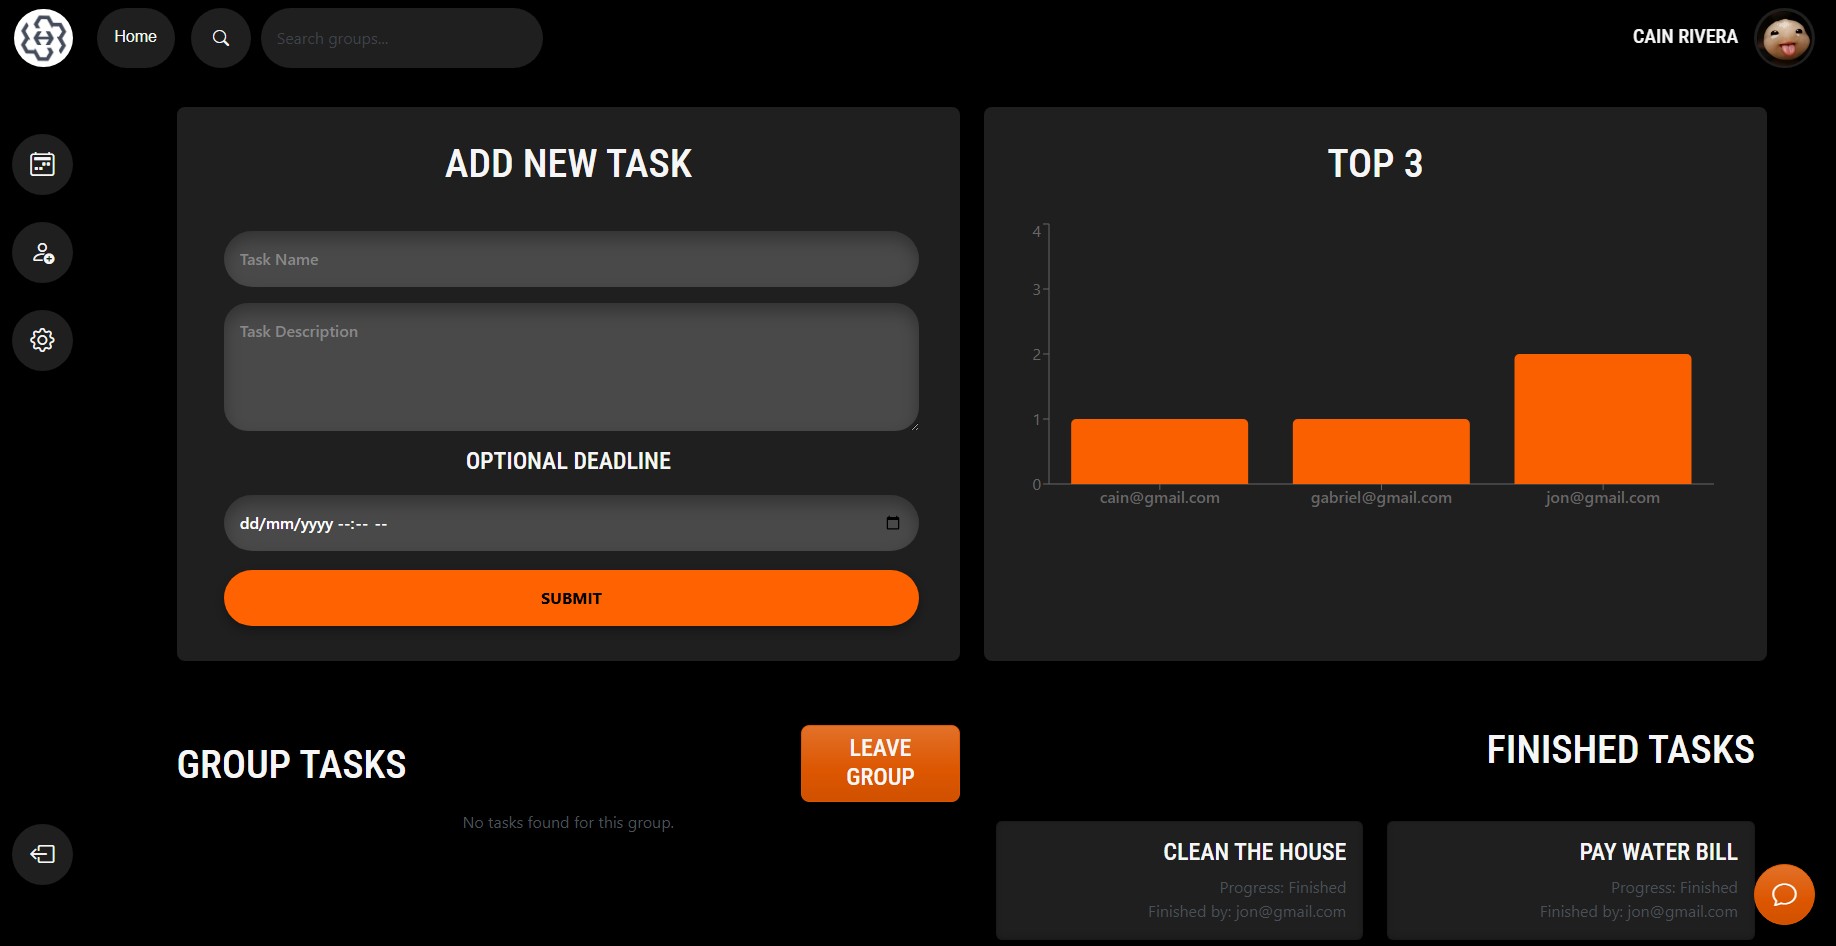 Home
Search groups...
CAIN RIVERA
ADD NEW TASK
Task Name
Task Description
OPTIONAL DEADLINE
dd/mm/yyyy --:-- --
SUBMIT
TOP 3
4
3
2
1
0
cain@gmail.com
gabriel@gmail.com
jon@gmail.com
GROUP TASKS
LEAVE
GROUP
No tasks found for this group.
FINISHED TASKS
CLEAN THE HOUSE
Progress: Finished
Finished by: jon@gmail.com
PAY WATER BILL
Progress: Finished
Finished by: jon@gmail.com